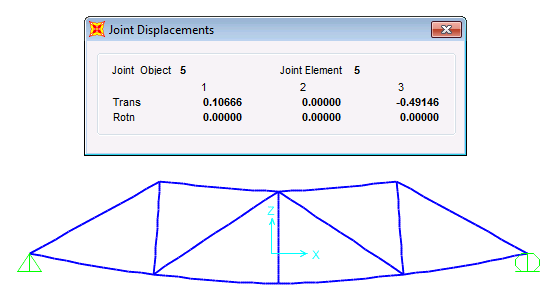 Joint Displacements
Joint Object 5 Joint Element 5
1 2 3
Trans 0.10666 0.00000 -0.49146
Rotn 0.00000 0.00000 0.00000
Z
X